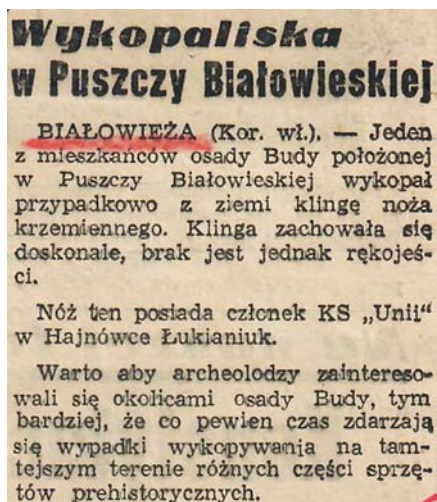 Wykopaliska
w Puszczy Białowieskiej
BIAŁOWIEŻA (Kor. wł.). — Jeden
z mieszkańców osady Budy położonej
w Puszczy Białowieskiej wykopał
przypadkowo z ziemi klingę noża
krzemiennego. Klinga zachowała się
doskonale, brak jest jednak rękojeś-
ci.
Nóż ten posiada członek KS „Unii"
w Hajnówce Łukianiuk.
Warto aby archeolodzy zaintereso-
wali się okolicami osady Budy, tym
bardziej, że co pewien czas zdarzają
się wypadki wykopywania na tam-
tejszym terenie różnych części sprzę-
tów prehistorycznych.